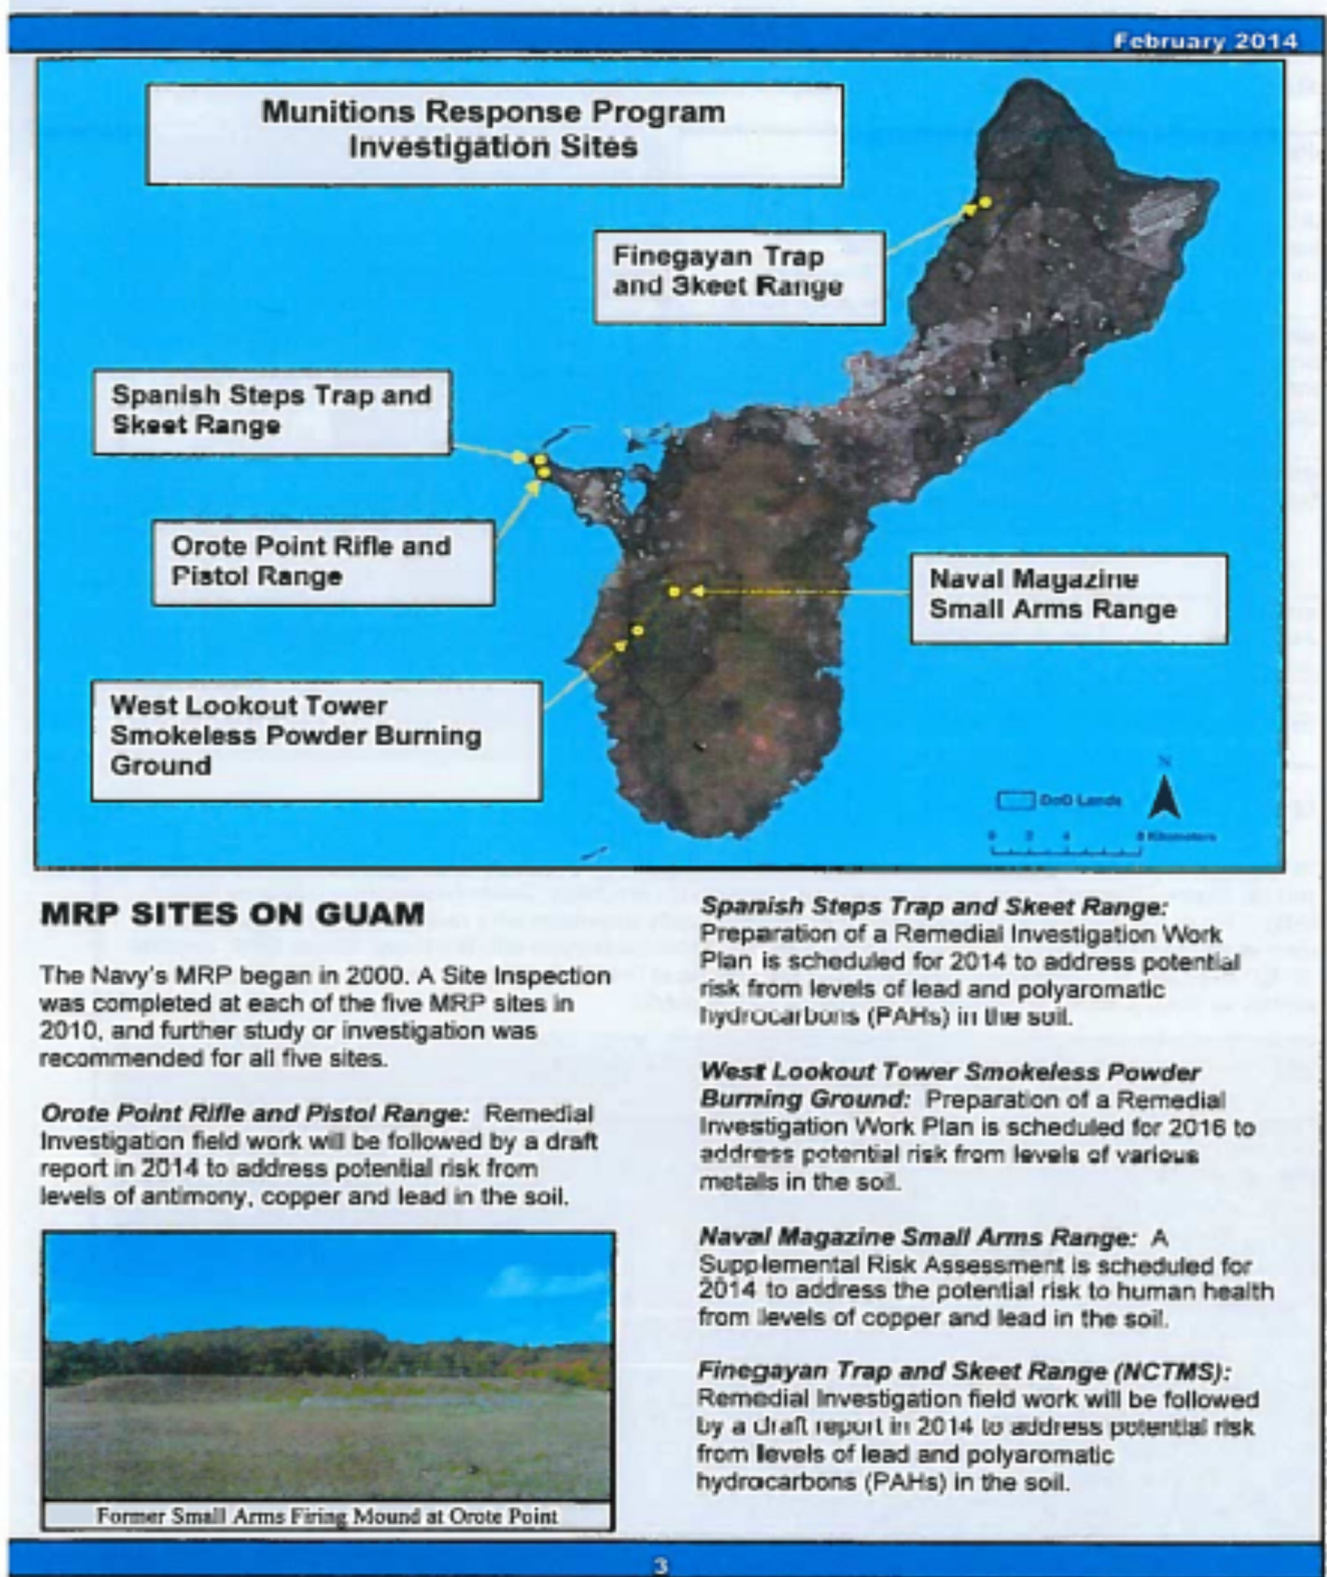 February 2014
Munitions Response Program
Investigation Sites
Finegayan Trap
and Skeet Range
Spanish Steps Trap and
Skeet Range
Orote Point Rifle and
Pistol Range
Naval Magazine
Small Arms Range
West Lookout Tower
Smokeless Powder Burning
Ground
N
DoD Lands
0 2 4 8 Kilometers
MRP SITES ON GUAM
The Navy's MRP began in 2000. A Site Inspection
was completed at each of the five MRP sites in
2010, and further study or investigation was
recommended for all five sites.
Orote Point Rifle and Pistol Range: Remedial
Investigation field work will be followed by a draft
report in 2014 to address potential risk from
levels of antimony, copper and lead in the soil.
Former Small Arms Firing Mound at Orote Point
Spanish Steps Trap and Skeet Range:
Preparation of a Remedial Investigation Work
Plan is scheduled for 2014 to address potential
risk from levels of lead and polyaromatic
hydrocarbons (PAHs) in the soil.
West Lookout Tower Smokeless Powder
Burning Ground: Preparation of a Remedial
Investigation Work Plan is scheduled for 2016 to
address potential risk from levels of various
metals in the soil.
Naval Magazine Small Arms Range: A
Supplemental Risk Assessment is scheduled for
2014 to address the potential risk to human health
from levels of copper and lead in the soil.
Finegayan Trap and Skeet Range (NCTMS):
Remedial Investigation field work will be followed
by a draft report in 2014 to address potential risk
from levels of lead and polyaromatic
hydrocarbons (PAHs) in the soil.
3